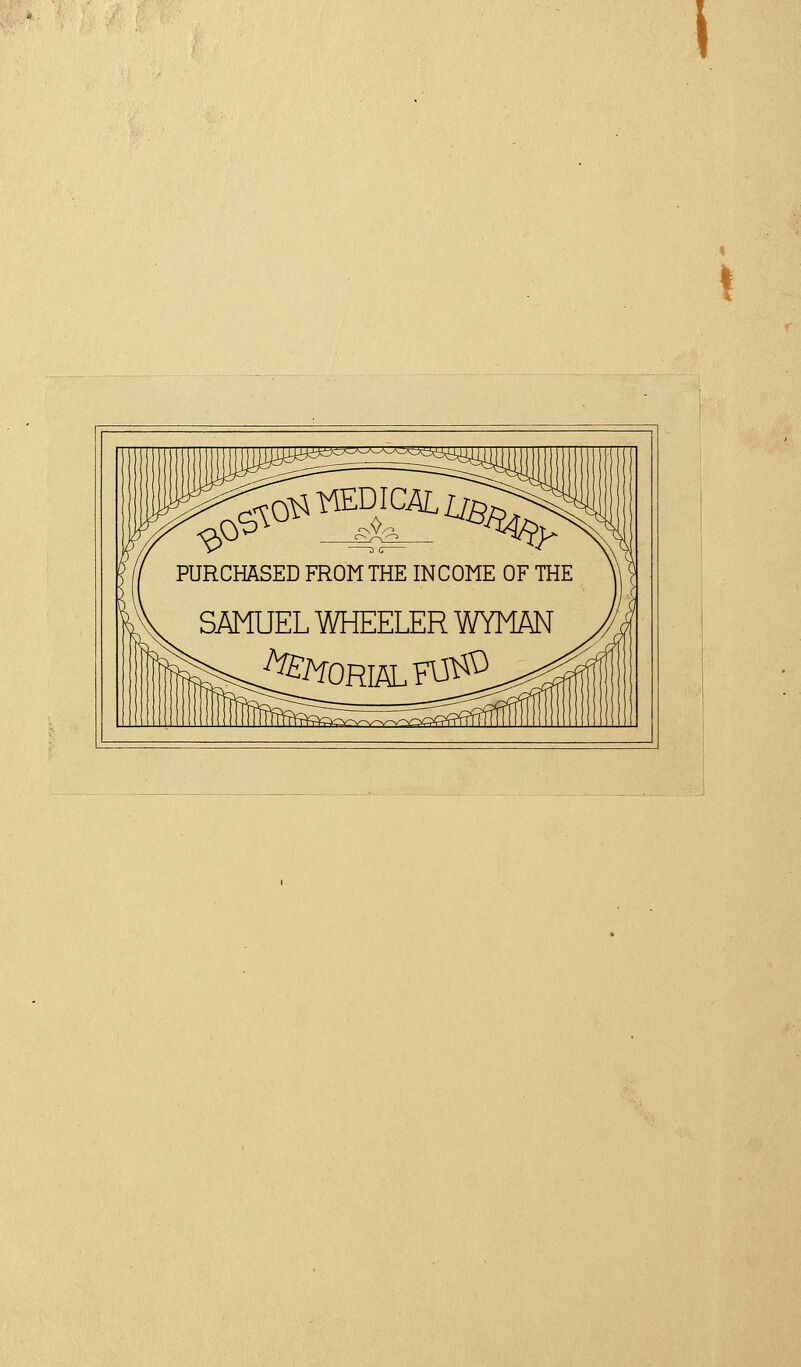 BOSTON MEDICAL LIBRARY
PURCHASED FROM THE INCOME OF THE
SAMUEL WHEELER WYMAN
MEMORIAL FUND